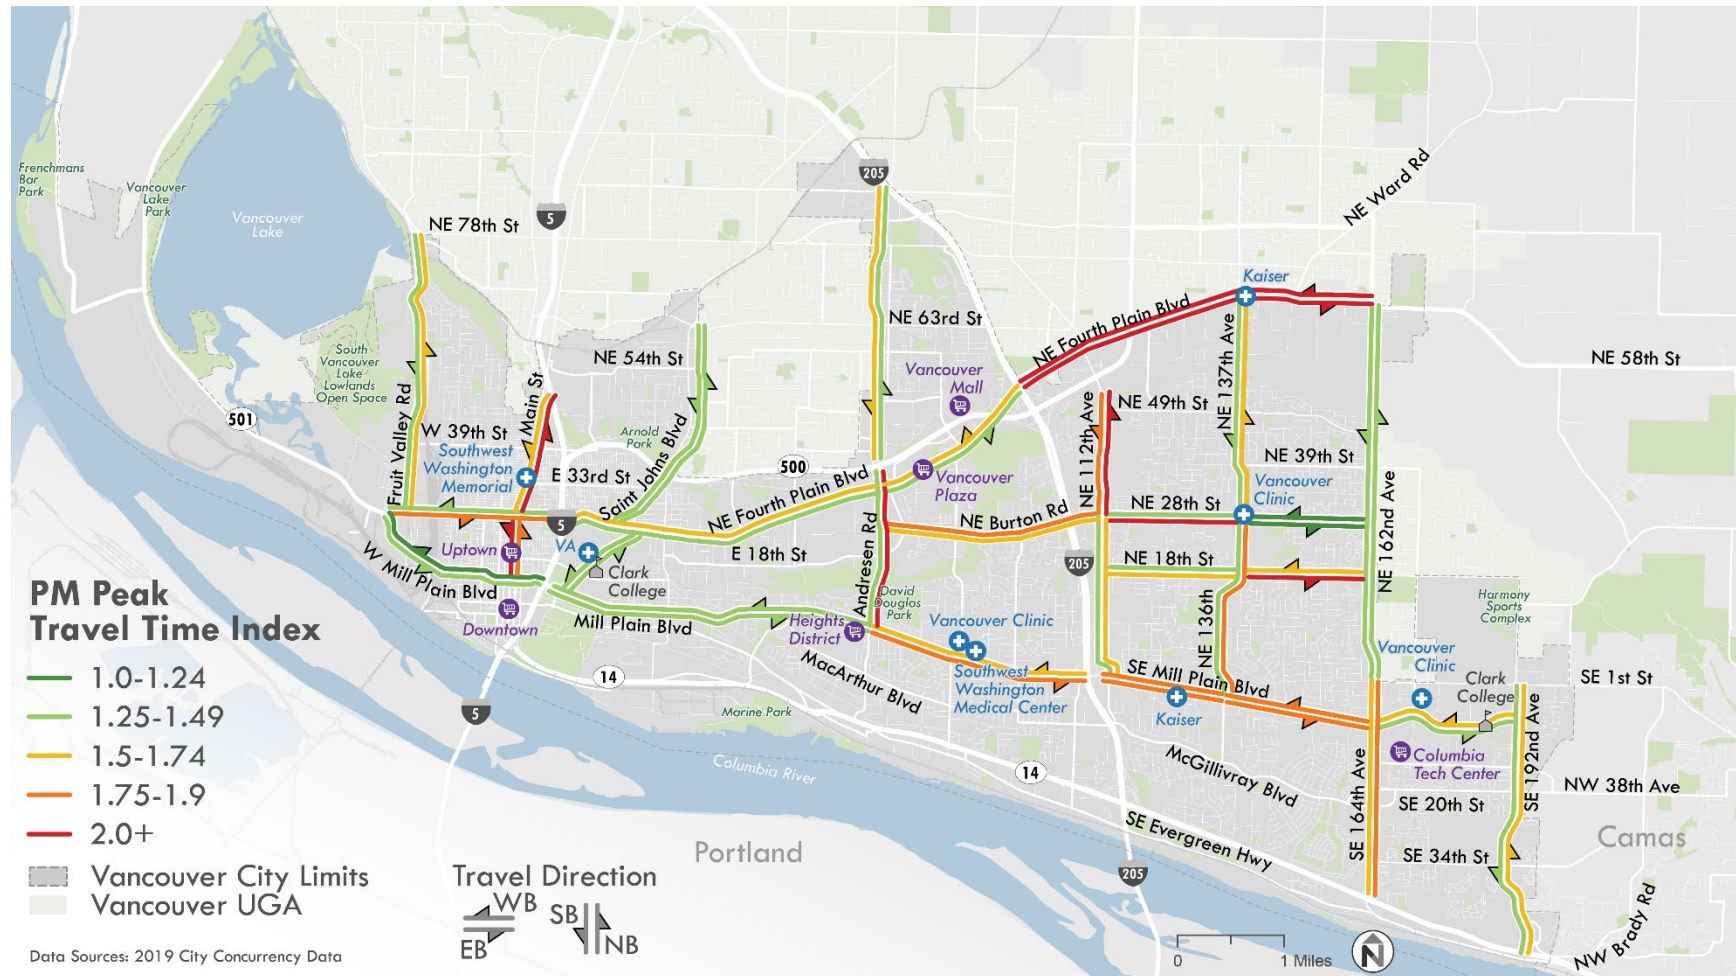 Frenchmans
Bar
Park
Vancouver
Lake
Park
Vancouver
Lake
NE 78th St
5
205
NE Ward Rd
Kaiser
South
Vancouver
Lake
Lowlands
Open Space
NE 63rd St
NE Fourth Plain Blvd
NE 137th Ave
NE 58th St
NE 54th St
Vancouver
Mall
Main St
Fruit Valley Rd
501
W 39th St
Arnold
Park
Saint Johns Blvd
NE 112th Ave
NE 49th St
Southwest
Washington
Memorial
E 33rd St
500
NE 39th St
Vancouver
Plaza
Vancouver
Clinic
NE 162nd Ave
NE Fourth Plain Blvd
NE Burton Rd
NE 28th St
5
Uptown
VA
E 18th St
Andresen Rd
205
NE 18th St
W Mill Plain Blvd
Clark
College
David
Douglas
Park
NE 136th
Harmony
Sports
Complex
Downtown
Mill Plain Blvd
Heights
District
Vancouver Clinic
Southwest
Washington
Medical Center
MacArthur Blvd
SE Mill Plain Blvd
Kaiser
Vancouver
Clinic
Clark
College
SE 1st St
14
5
Marine Park
Columbia River
14
McGillivray Blvd
Columbia
Tech Center
SE 192nd Ave
NW 38th Ave
SE 164th Ave
SE 20th St
SE Evergreen Hwy
SE 34th St
Camas
Portland
205
NW Brady Rd
PM Peak
Travel Time Index
1.0-1.24
1.25-1.49
1.5-1.74
1.75-1.9
2.0+
Vancouver City Limits
Vancouver UGA
Travel Direction
WB
EB
SB
NB
Data Sources: 2019 City Concurrency Data
0 1 Miles
N